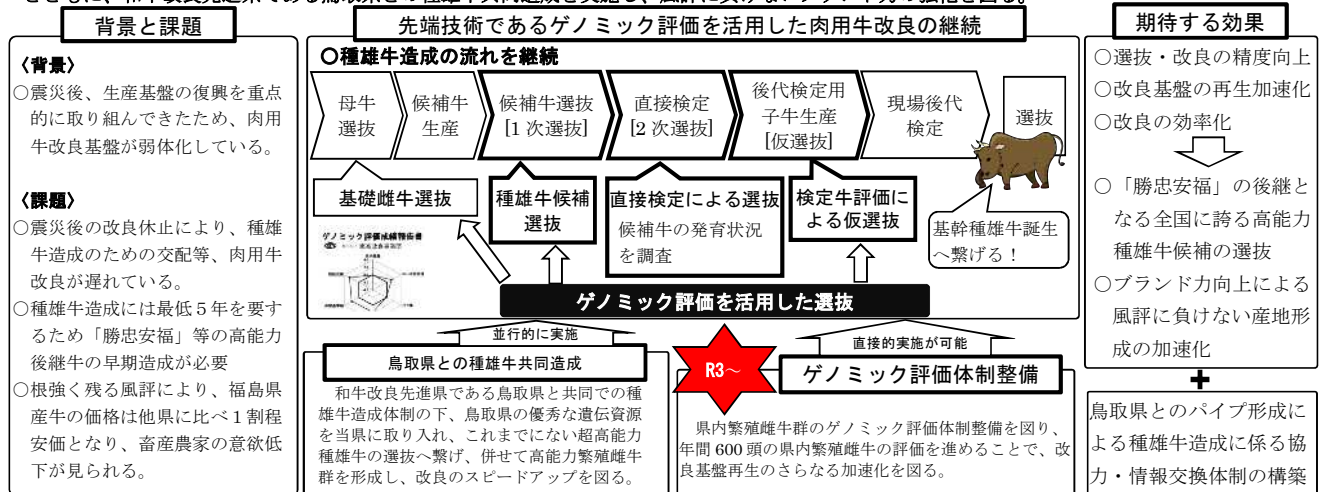 背景と課題
〈背景〉
○震災後、生産基盤の復興を重点
的に取り組んできたため、肉用
牛改良基盤が弱体化している。
〈課題〉
○震災後の改良休止により、種雄
牛造成のための交配等、肉用牛
改良が遅れている。
○種雄牛造成には最低５年を要す
るため「勝忠安福」等の高能力
後継牛の早期造成が必要
○根強く残る風評により、福島県
産牛の価格は他県に比べ１割程
安価となり、畜産農家の意欲低
下が見られる。
先端技術であるゲノミック評価を活用した肉用牛改良の継続
○種雄牛造成の流れを継続
母牛
選抜
候補牛
生産
候補牛選抜
[1 次選抜]
直接検定
[2 次選抜]
後代検定用
子牛生産
[仮選抜]
現場後代
検定
選抜
基礎雌牛選抜
種雄牛候補
選抜
直接検定による選抜
候補牛の発育状況
を調査
検定牛評価に
よる仮選抜
基幹種雄牛誕生
へ繋げる！
ゲノミック評価成績報告書
ゲノミック評価を活用した選抜
並行的に実施
直接的実施が可能
鳥取県との種雄牛共同造成
和牛改良先進県である鳥取県と共同での種
雄牛造成体制の下、鳥取県の優秀な遺伝資源
を当県に取り入れ、これまでにない超高能力
種雄牛の選抜へ繋げ、併せて高能力繁殖雌牛
群を形成し、改良のスピードアップを図る。
R3～
ゲノミック評価体制整備
県内繁殖雌牛群のゲノミック評価体制整備を図り、
年間 600 頭の県内繁殖雌牛の評価を進めることで、改
良基盤再生のさらなる加速化を図る。
期待する効果
○選抜・改良の精度向上
○改良基盤の再生加速化
○改良の効率化
○「勝忠安福」の後継と
なる全国に誇る高能力
種雄牛候補の選抜
○ブランド力向上による
風評に負けない産地形
成の加速化
＋
鳥取県とのパイプ形成に
よる種雄牛造成に係る協
力・情報交換体制の構築